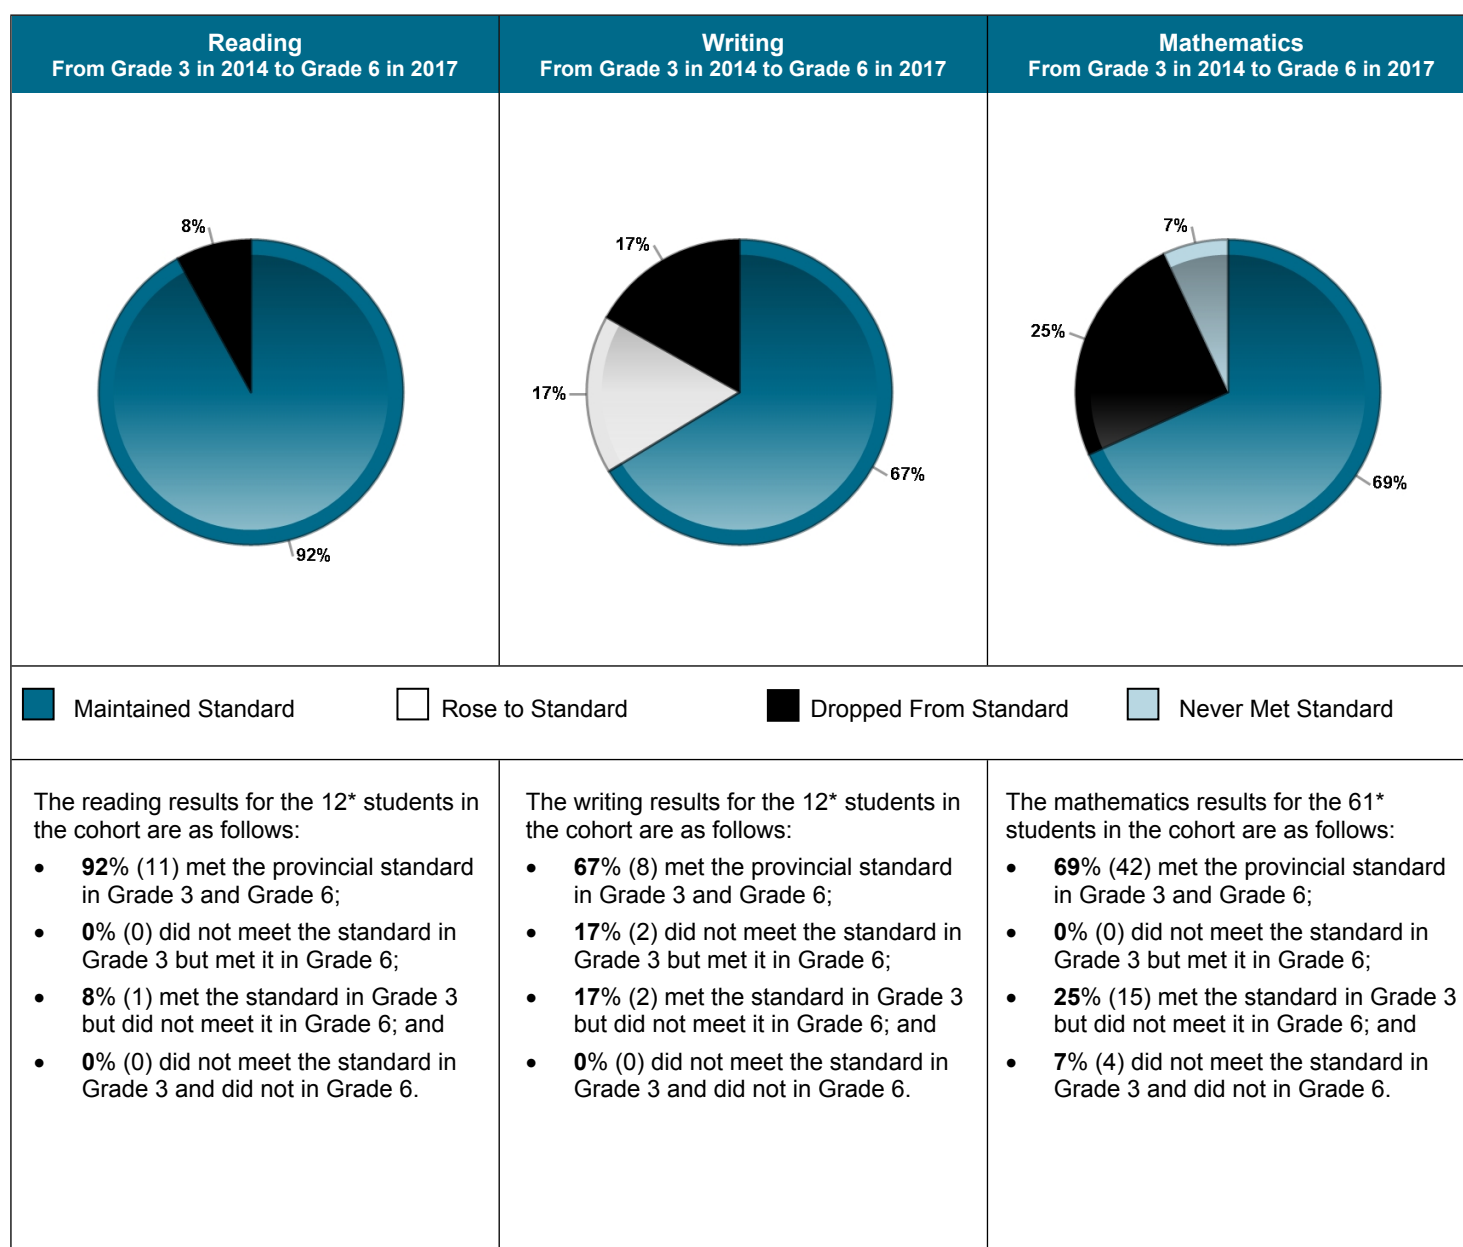 Reading
From Grade 3 in 2014 to Grade 6 in 2017
Writing
From Grade 3 in 2014 to Grade 6 in 2017
Mathematics
From Grade 3 in 2014 to Grade 6 in 2017
8%
92%
17%
17%
67%
7%
25%
69%
Maintained Standard
Rose to Standard
Dropped From Standard
Never Met Standard
The reading results for the 12* students in
the cohort are as follows:
• 92% (11) met the provincial standard
in Grade 3 and Grade 6;
• 0% (0) did not meet the standard in
Grade 3 but met it in Grade 6;
• 8% (1) met the standard in Grade 3
but did not meet it in Grade 6; and
• 0% (0) did not meet the standard in
Grade 3 and did not in Grade 6.
The writing results for the 12* students in
the cohort are as follows:
• 67% (8) met the provincial standard
in Grade 3 and Grade 6;
• 17% (2) did not meet the standard in
Grade 3 but met it in Grade 6;
• 17% (2) met the standard in Grade 3
but did not meet it in Grade 6; and
• 0% (0) did not meet the standard in
Grade 3 and did not in Grade 6.
The mathematics results for the 61*
students in the cohort are as follows:
• 69% (42) met the provincial standard
in Grade 3 and Grade 6;
• 0% (0) did not meet the standard in
Grade 3 but met it in Grade 6;
• 25% (15) met the standard in Grade 3
but did not meet it in Grade 6; and
• 7% (4) did not meet the standard in
Grade 3 and did not in Grade 6.